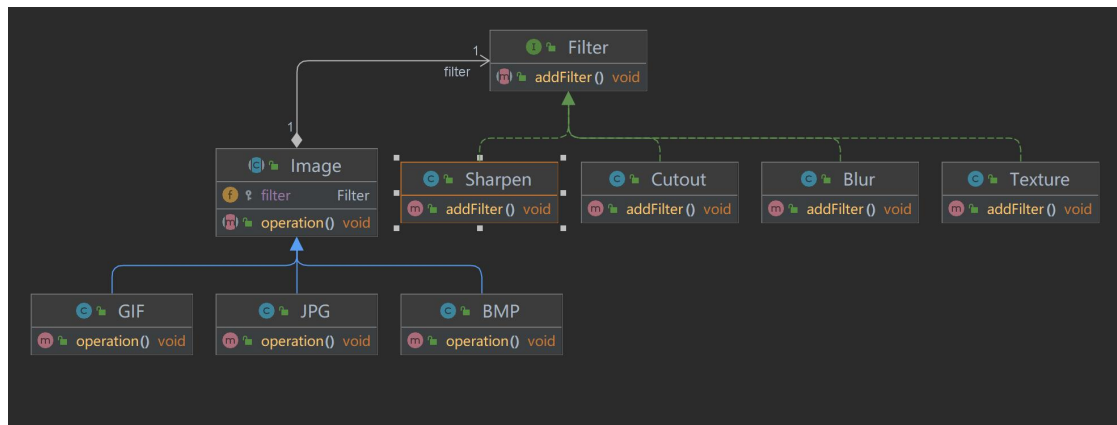 I Filter
1
filter
m addFilter() void
1
C Image
f filter Filter
m operation() void
C Sharpen
m addFilter() void
C Cutout
m addFilter() void
C Blur
m addFilter() void
C Texture
m addFilter() void
C GIF
m operation() void
C JPG
m operation() void
C BMP
m operation() void